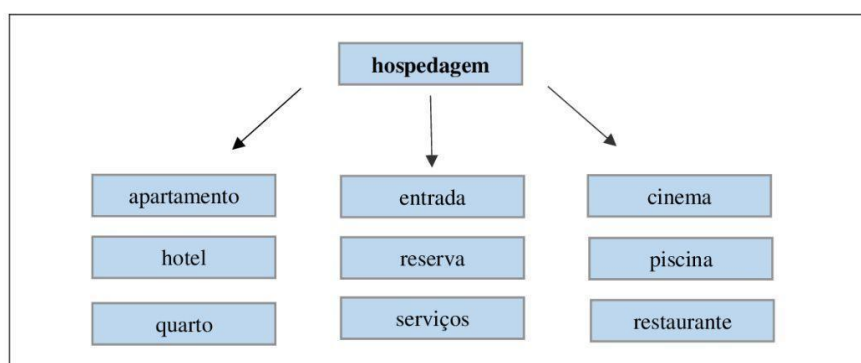 hospedagem
apartamento
entrada
cinema
hotel
reserva
piscina
quarto
serviços
restaurante